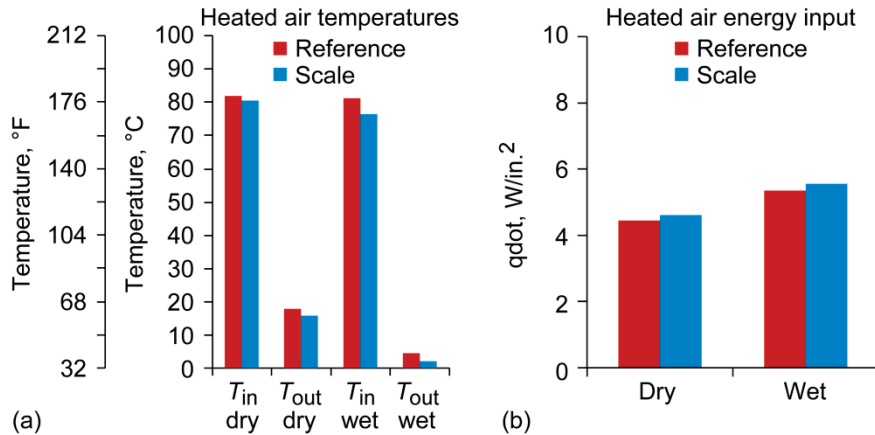 Heated air temperatures
Reference
Scale
Temperature, °F
212
176
140
104
68
32
Temperature, °C
100
90
80
70
60
50
40
30
20
10
0
Tin Tout Tin Tout
dry dry wet wet
(a)
Heated air energy input
Reference
Scale
qdot, W/in.²
10
8
6
4
2
0
Dry Wet
(b)